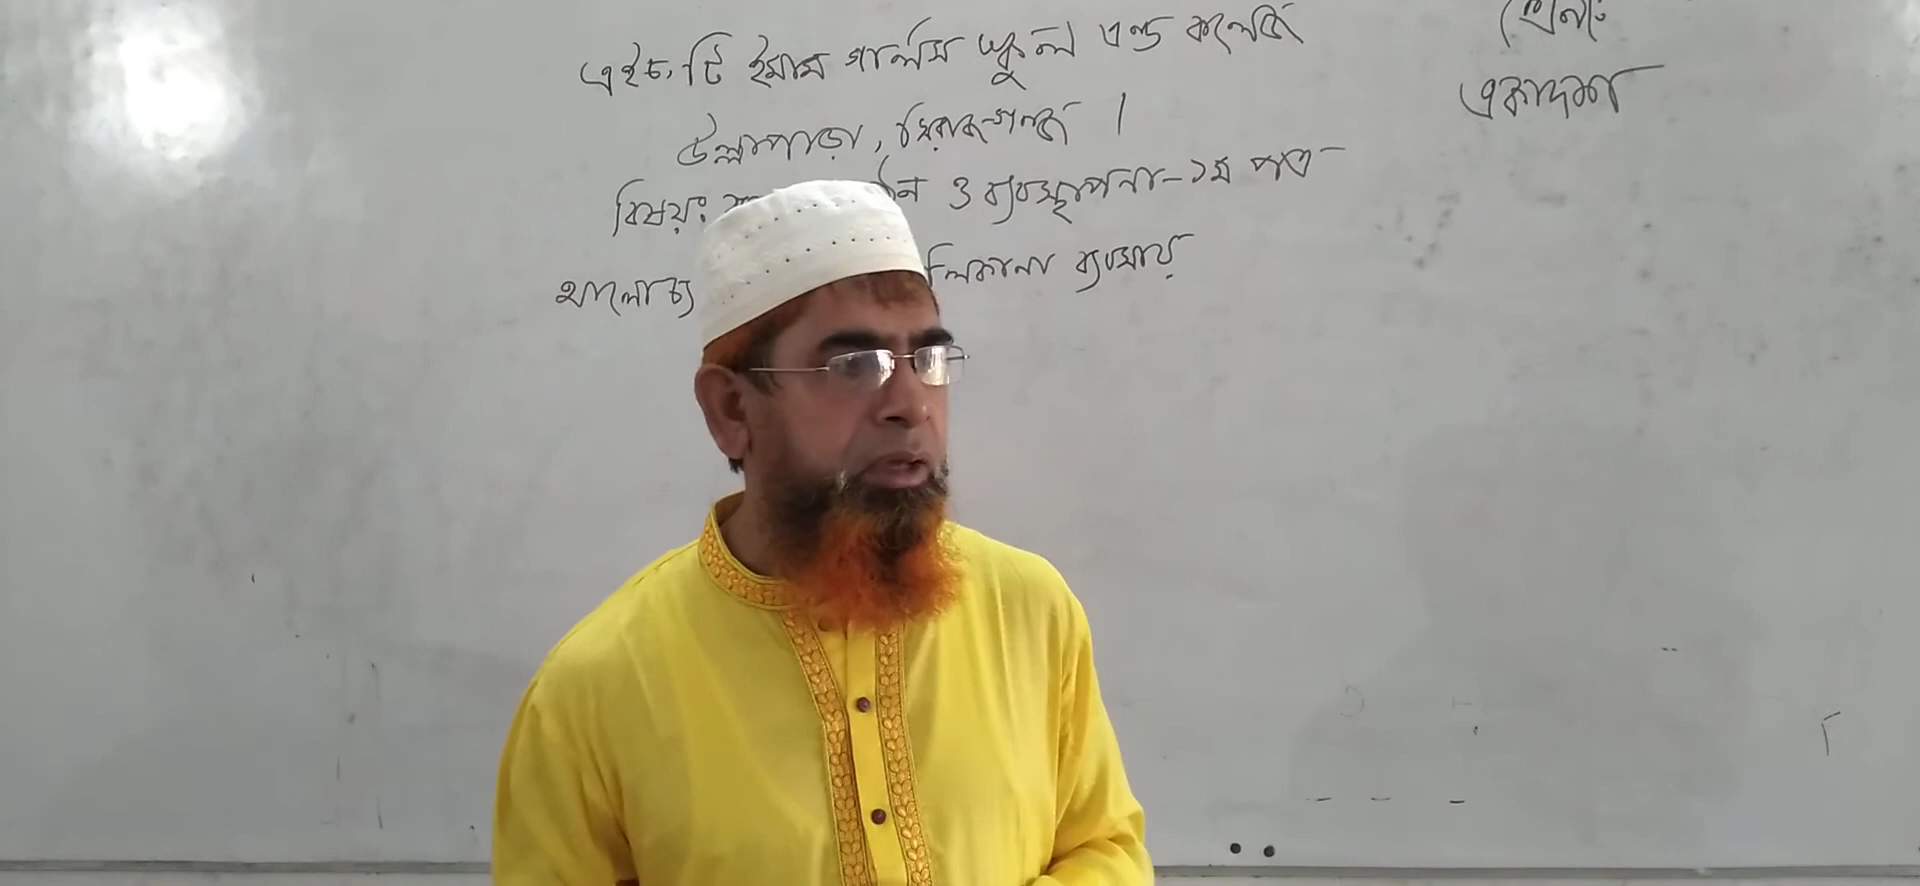 এইচ, টি ইমাম গার্লস স্কুল এন্ড কলেজ
উল্লাপাড়া, সিরাজগঞ্জ ।
বিষয়ঃ ও ব্যবস্থাপনা-১ম পত্র
আলোচ্য লিকানা ব্যবসায়
শ্রেণিঃ
একাদশ